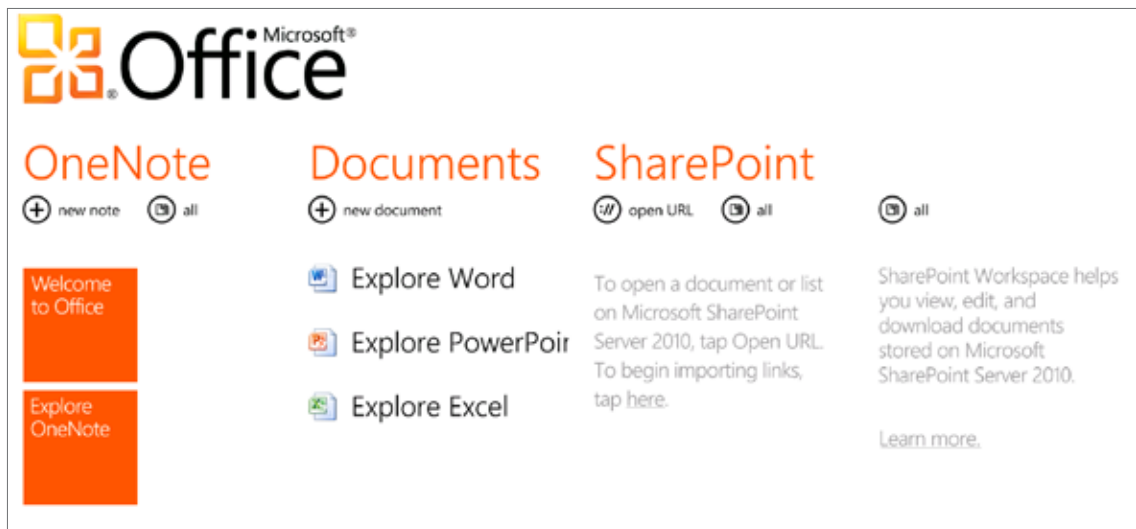 Microsoft®
Office®
OneNote
new note
all
Welcome
to Office
Explore
OneNote
Documents
new document
Explore Word
Explore PowerPoir
Explore Excel
SharePoint
:// open URL
all
To open a document or list
on Microsoft SharePoint
Server 2010, tap Open URL.
To begin importing links,
tap here.
all
SharePoint Workspace helps
you view, edit, and
download documents
stored on Microsoft
SharePoint Server 2010.
Learn more.